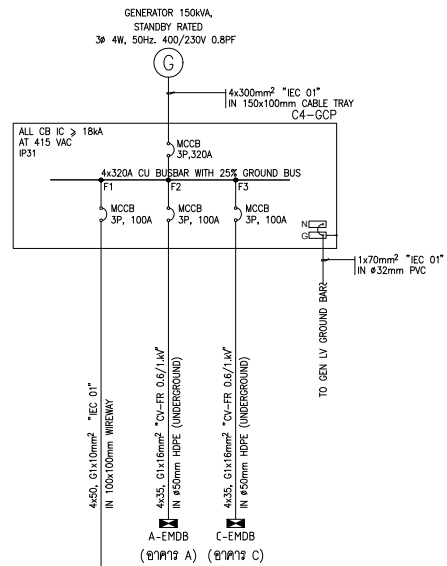 GENERATOR 150kVA,
STANDBY RATED
3ø 4W, 50Hz. 400/230V 0.8PF
G
4x300mm² "IEC 01"
IN 150x100mm CABLE TRAY
C4-GCP
ALL CB IC ⩾ 18kA
AT 415 VAC
IP31
MCCB
3P,320A
4x320A CU BUSBAR WITH 25% GROUND BUS
F1
F2
F3
MCCB
3P, 100A
MCCB
3P, 100A
MCCB
3P, 100A
N
G
1x70mm² "IEC 01"
IN ø32mm PVC
TO GEN LV GROUND BAR2
4x50, G1x10mm² "IEC 01"
IN 100x100mm WIREWAY
4x35, G1x16mm² "CV-FR 0.6/1.kV"
IN ø50mm HDPE (UNDERGROUND)
4x35, G1x16mm² "CV-FR 0.6/1.kV"
IN ø50mm HDPE (UNDERGROUND)
A-EMDB
(อาคาร A)
C-EMDB
(อาคาร C)